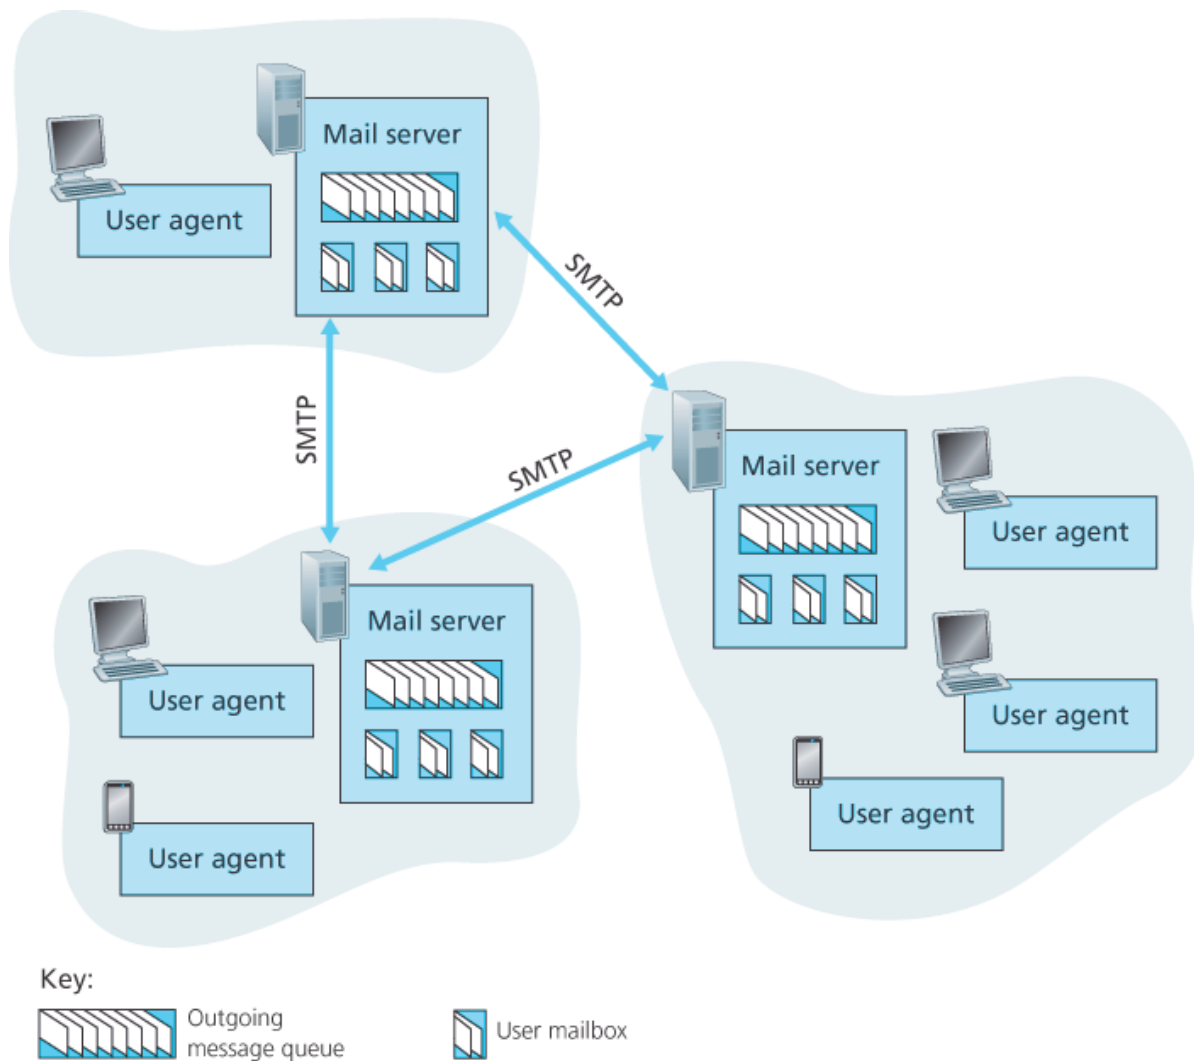 Mail server
User agent
SMTP
SMTP
SMTP
Mail server
User agent
User agent
User agent
Mail server
User agent
User agent
Key:
Outgoing
message queue
User mailbox